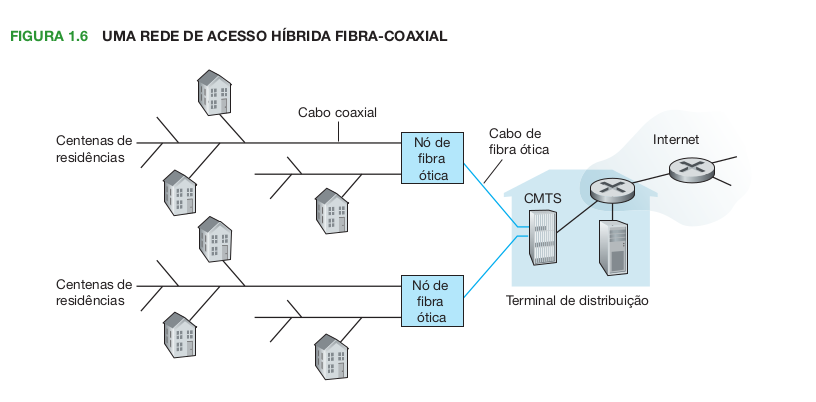 FIGURA 1.6 UMA REDE DE ACESSO HÍBRIDA FIBRA-COAXIAL
Cabo coaxial
Centenas de
residências
Nó de
fibra
ótica
Cabo de
fibra ótica
Internet
CMTS
Centenas de
residências
Nó de
fibra
ótica
Terminal de distribuição